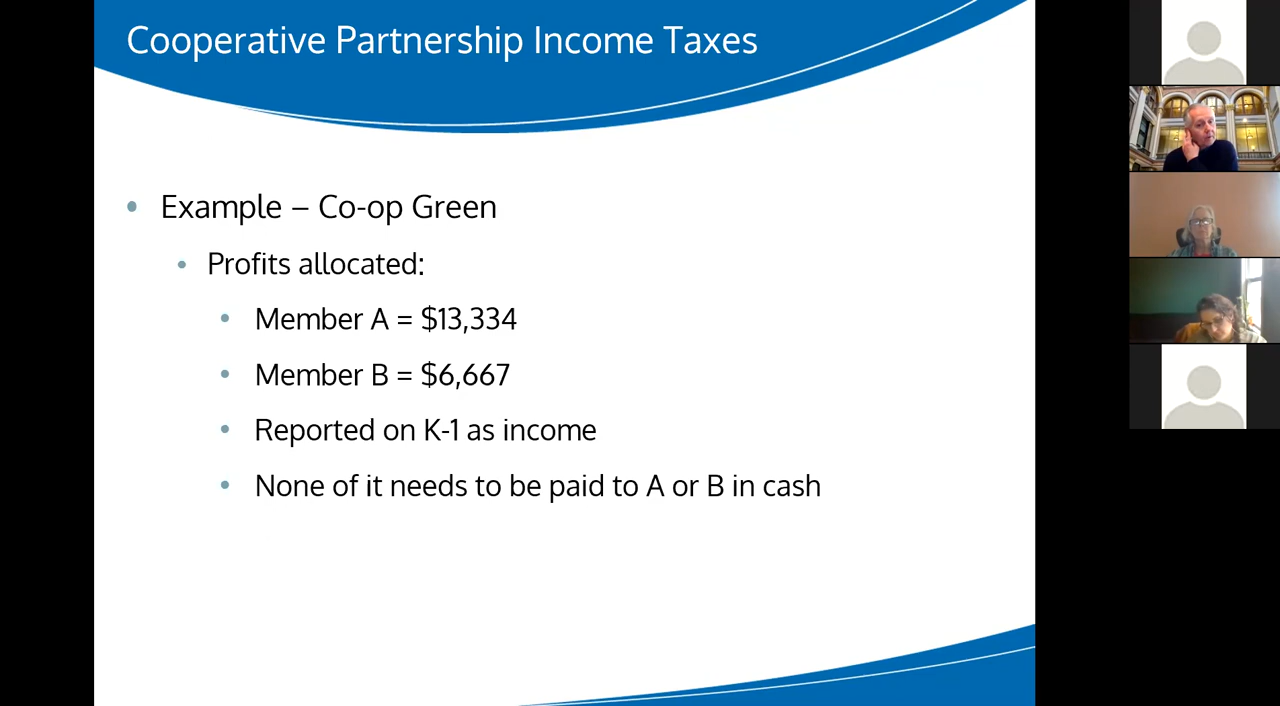 Cooperative Partnership Income Taxes
• Example – Co-op Green
• Profits allocated:
• Member A = $13,334
• Member B = $6,667
• Reported on K-1 as income
• None of it needs to be paid to A or B in cash